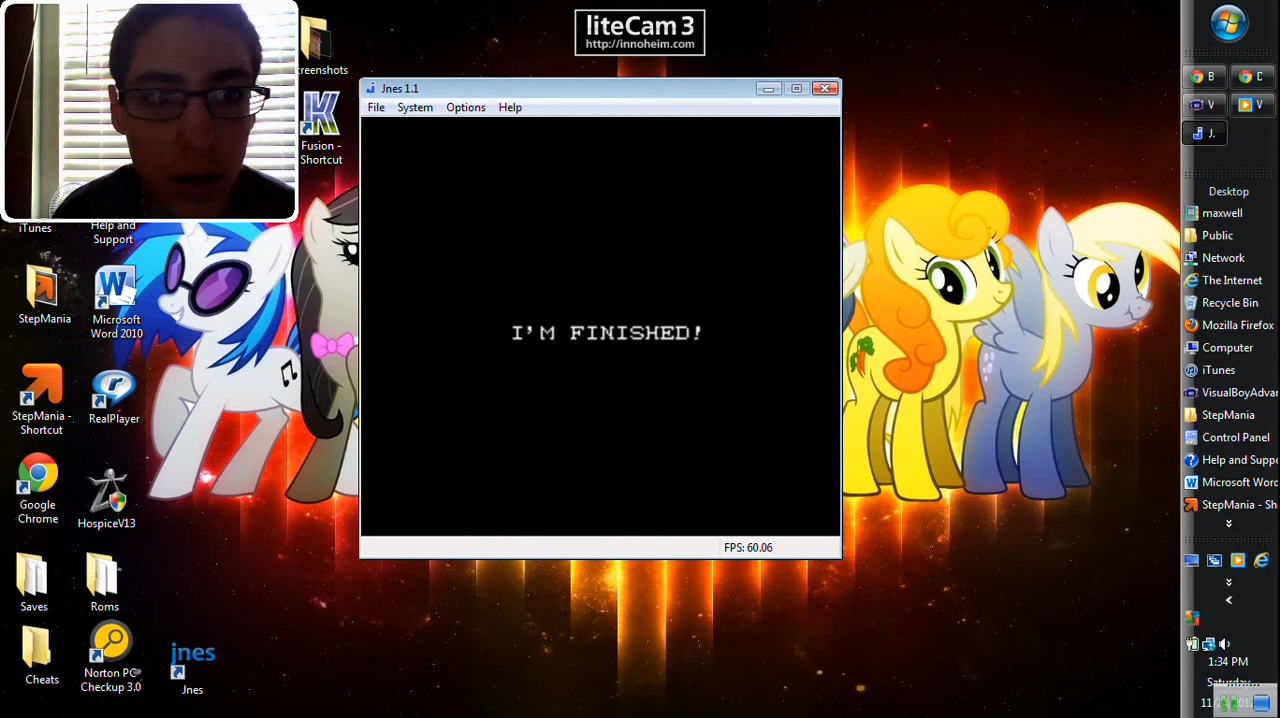 liteCam 3
http://innoheim.com
creenshots
Jnes 1.1
File System Options Help
Fusion -
Shortcut
iTunes
Help and
Support
StepMania
Microsoft
Word 2010
I'M FINISHED!
StepMania -
Shortcut
RealPlayer
Google
Chrome
HospiceV13
FPS: 60.06
Saves
Roms
Cheats
Norton PC
Checkup 3.0
jnes
Jnes
B
C
V
V
J.
Desktop
maxwell
Public
Network
The Internet
Recycle Bin
Mozilla Firefox
Computer
iTunes
VisualBoyAdvar
StepMania
Control Panel
Help and Suppo
Microsoft Word
StepMania - Sh
1:34 PM
Saturday